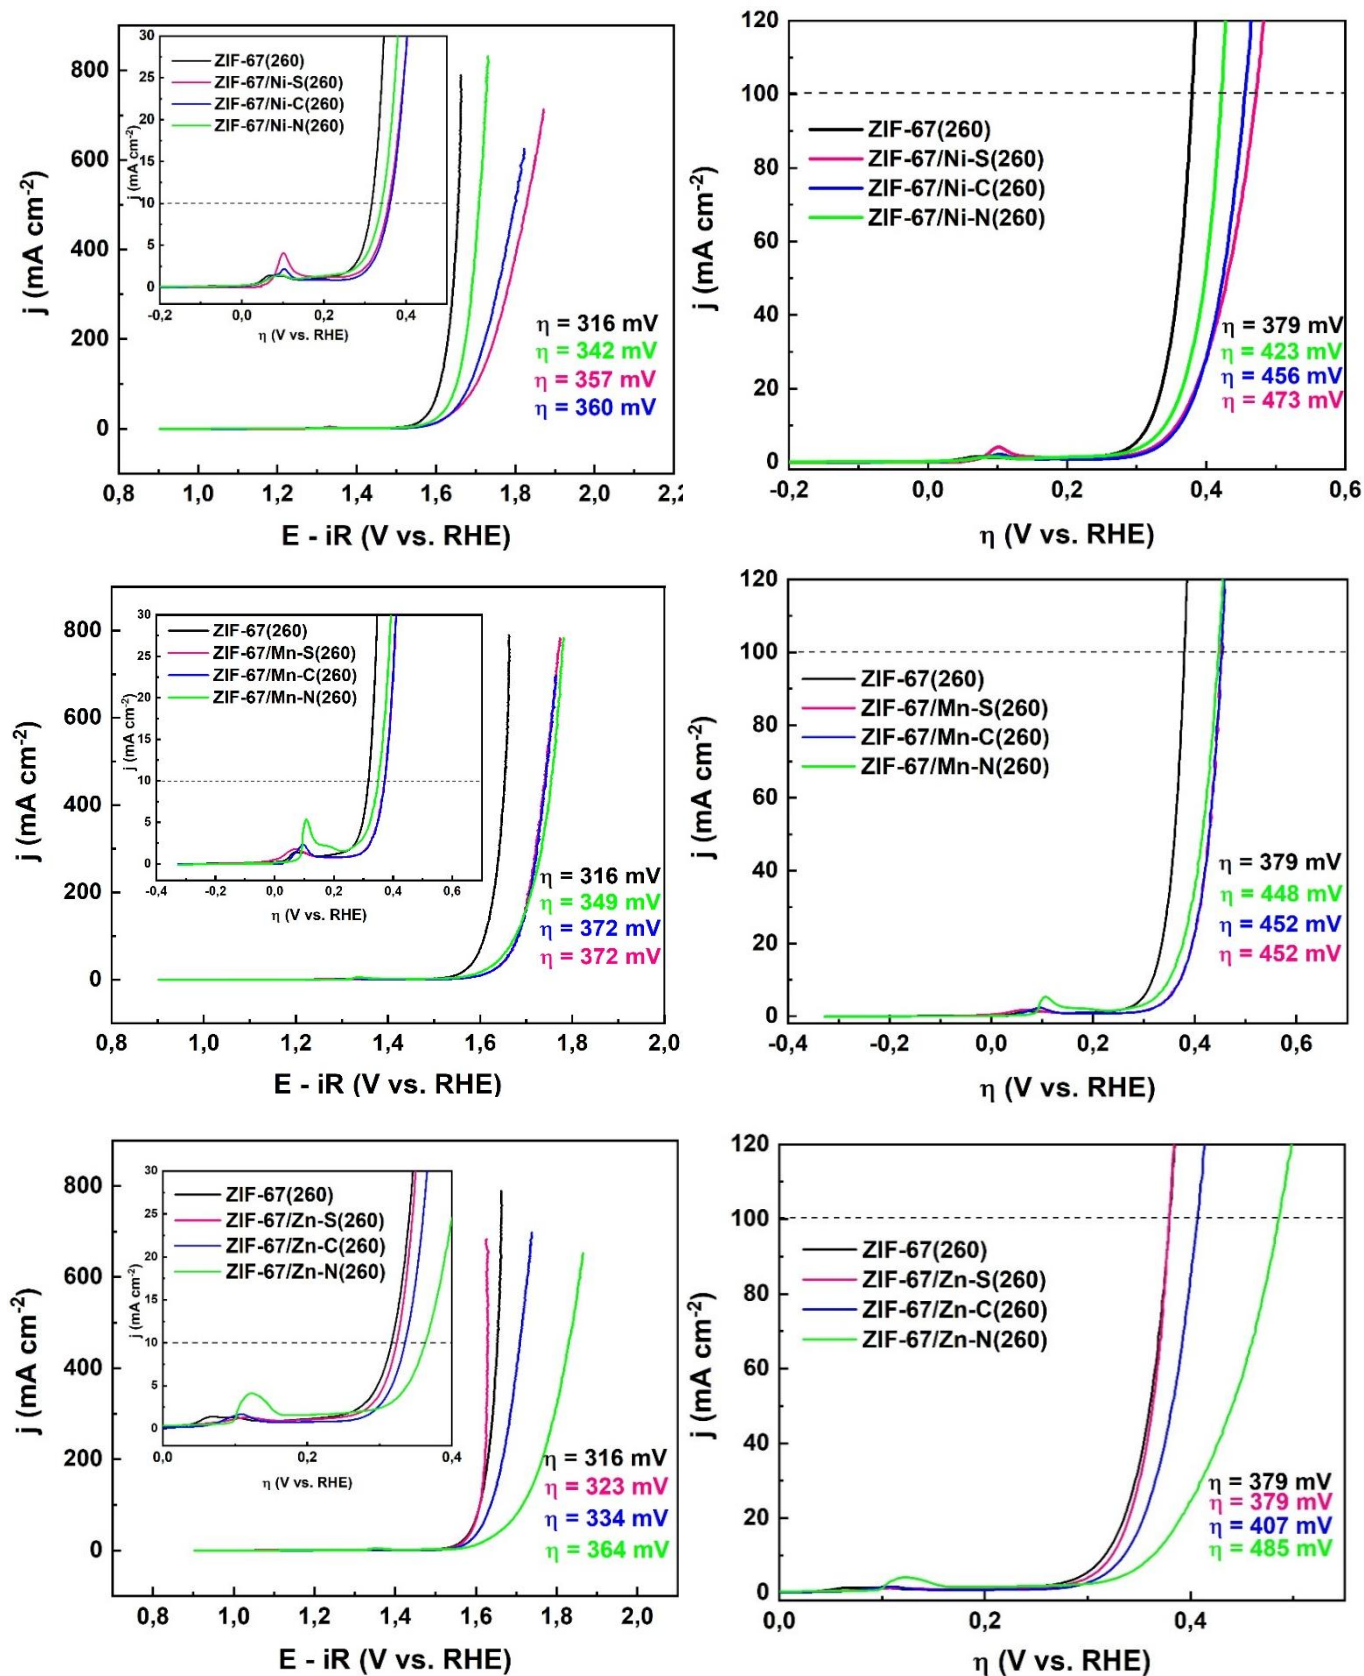 800
600
400
200
0
j (mA cm-2)
0,8
1,0
1,2
1,4
1,6
1,8
2,0
2,2
E - iR (V vs. RHE)
30
25
20
15
10
5
0
j (mA cm-2)
-0,2
0,0
0,2
0,4
η (V vs. RHE)
ZIF-67(260)
ZIF-67/Ni-S(260)
ZIF-67/Ni-C(260)
ZIF-67/Ni-N(260)
η = 316 mV
η = 342 mV
η = 357 mV
η = 360 mV
120
100
80
60
40
20
0
j (mA cm-2)
-0,2
0,0
0,2
0,4
0,6
η (V vs. RHE)
ZIF-67(260)
ZIF-67/Ni-S(260)
ZIF-67/Ni-C(260)
ZIF-67/Ni-N(260)
η = 379 mV
η = 423 mV
η = 456 mV
η = 473 mV
800
600
400
200
0
j (mA cm-2)
0,8
1,0
1,2
1,4
1,6
1,8
2,0
E - iR (V vs. RHE)
30
25
20
15
10
5
0
j (mA cm-2)
-0,4
-0,2
0,0
0,2
0,4
0,6
η (V vs. RHE)
ZIF-67(260)
ZIF-67/Mn-S(260)
ZIF-67/Mn-C(260)
ZIF-67/Mn-N(260)
η = 316 mV
η = 349 mV
η = 372 mV
η = 372 mV
120
100
80
60
40
20
0
j (mA cm-2)
-0,4
-0,2
0,0
0,2
0,4
0,6
η (V vs. RHE)
ZIF-67(260)
ZIF-67/Mn-S(260)
ZIF-67/Mn-C(260)
ZIF-67/Mn-N(260)
η = 379 mV
η = 448 mV
η = 452 mV
η = 452 mV
800
600
400
200
0
j (mA cm-2)
0,8
1,0
1,2
1,4
1,6
1,8
2,0
E - iR (V vs. RHE)
30
25
20
15
10
5
0
j (mA cm-2)
0,0
0,2
0,4
η (V vs. RHE)
ZIF-67(260)
ZIF-67/Zn-S(260)
ZIF-67/Zn-C(260)
ZIF-67/Zn-N(260)
η = 316 mV
η = 323 mV
η = 334 mV
η = 364 mV
120
100
80
60
40
20
0
j (mA cm-2)
0,0
0,2
0,4
η (V vs. RHE)
ZIF-67(260)
ZIF-67/Zn-S(260)
ZIF-67/Zn-C(260)
ZIF-67/Zn-N(260)
η = 379 mV
η = 379 mV
η = 407 mV
η = 485 mV